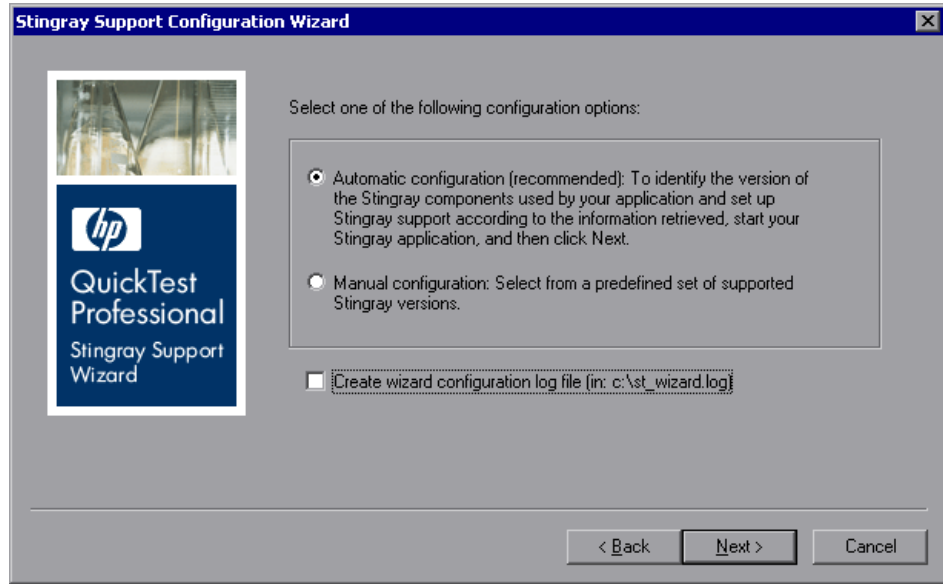 Stingray Support Configuration Wizard
Select one of the following configuration options:
Automatic configuration (recommended): To identify the version of
the Stingray components used by your application and set up
Stingray support according to the information retrieved, start your
Stingray application, and then click Next.
Manual configuration: Select from a predefined set of supported
Stingray versions.
Create wizard configuration log file (in: c:\st_wizard.log)
hp
QuickTest
Professional
Stingray Support
Wizard
< Back
Next >
Cancel